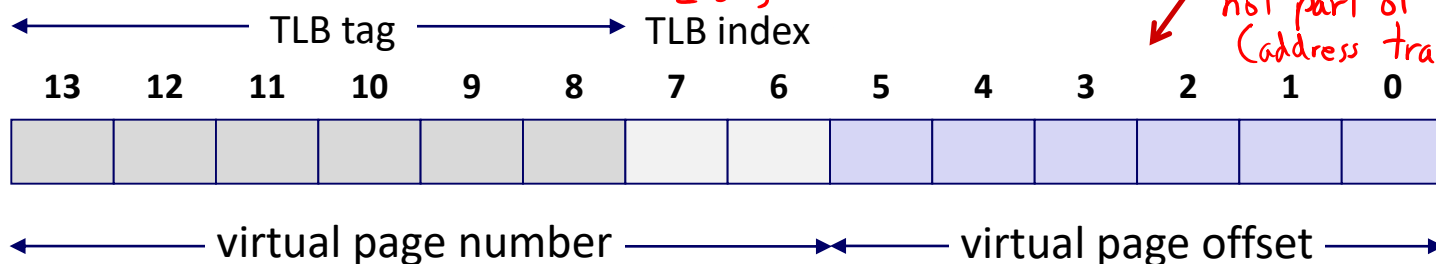 not part of
TLB tag TLB index
(address tra
13 12 11 10 9 8 7 6 5 4 3 2 1 0
virtual page number virtual page offset